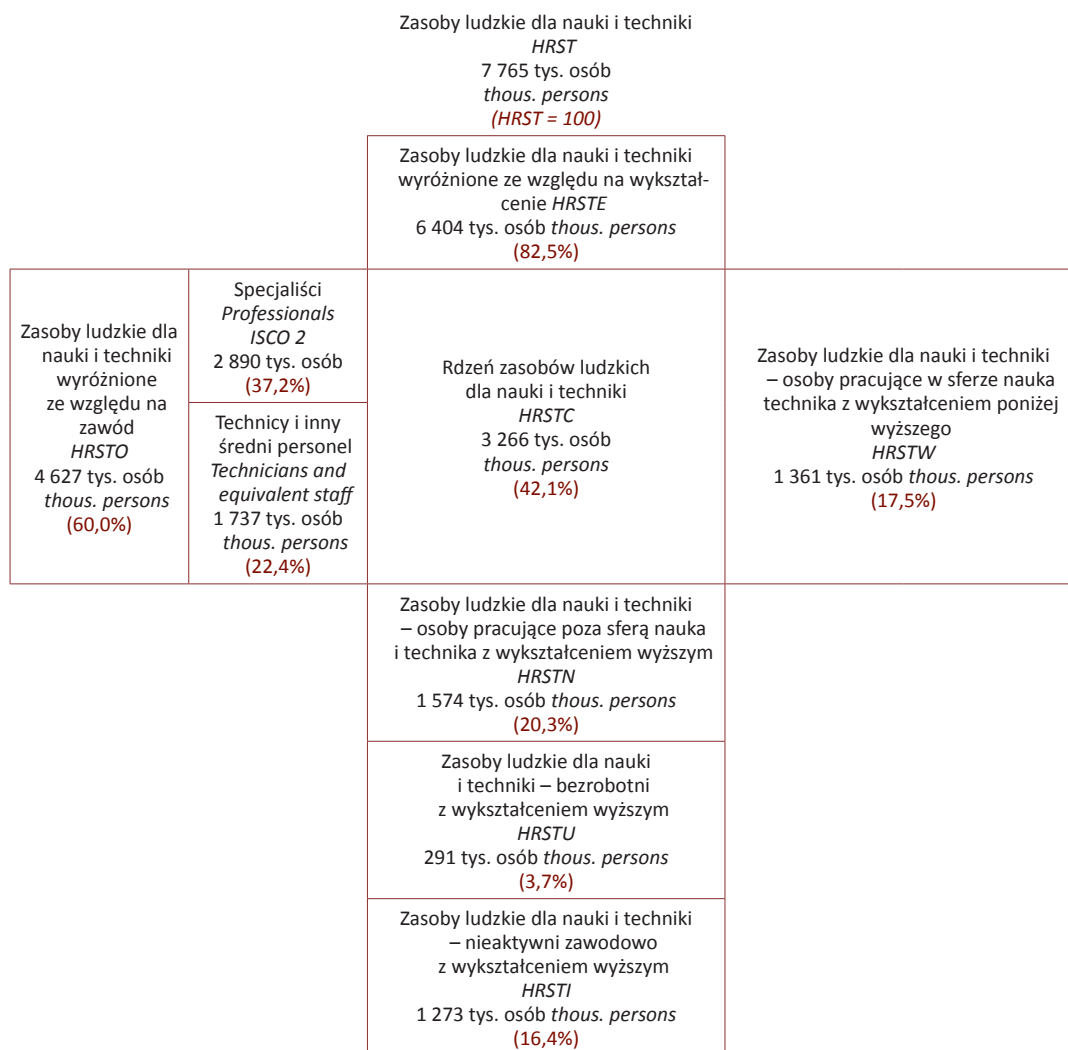 Zasoby ludzkie dla nauki i techniki
HRST
7 765 tys. osób
thous. persons
(HRST = 100)
Zasoby ludzkie dla nauki i techniki
wyróżnione ze względu na wykształ-
cenie HRSTE
6 404 tys. osób thous. persons
(82,5%)
Zasoby ludzkie dla
nauki i techniki
wyróżnione
ze względu na
zawód
HRSTO
4 627 tys. osób
thous. persons
(60,0%)
Specjaliści
Professionals
ISCO 2
2 890 tys. osób
(37,2%)
Technicy i inny
średni personel
Technicians and
equivalent staff
1 737 tys. osób
thous. persons
(22,4%)
Rdzeń zasobów ludzkich
dla nauki i techniki
HRSTC
3 266 tys. osób
thous. persons
(42,1%)
Zasoby ludzkie dla nauki i techniki
– osoby pracujące w sferze nauka
technika z wykształceniem poniżej
wyższego
HRSTW
1 361 tys. osób thous. persons
(17,5%)
Zasoby ludzkie dla nauki i techniki
– osoby pracujące poza sferą nauka
i technika z wykształceniem wyższym
HRSTN
1 574 tys. osób thous. persons
(20,3%)
Zasoby ludzkie dla nauki
i techniki – bezrobotni
z wykształceniem wyższym
HRSTU
291 tys. osób thous. persons
(3,7%)
Zasoby ludzkie dla nauki i techniki
– nieaktywni zawodowo
z wykształceniem wyższym
HRSTI
1 273 tys. osób thous. persons
(16,4%)